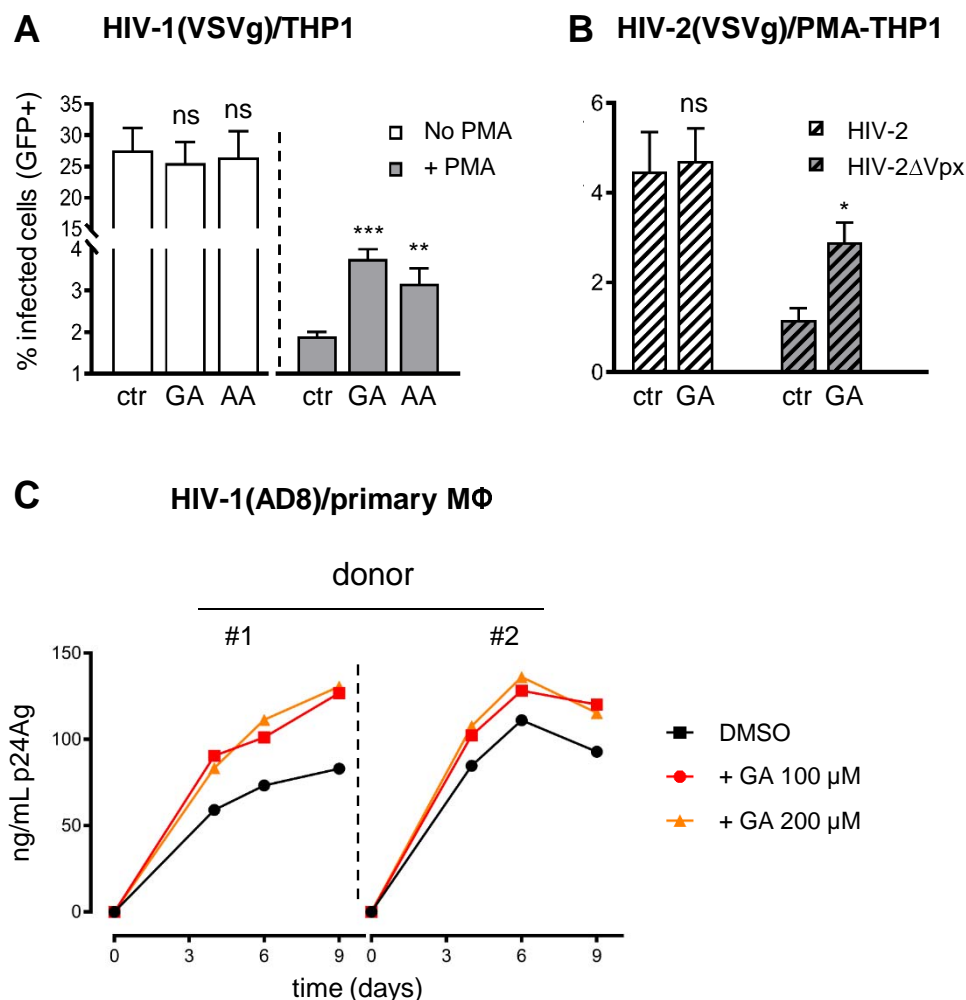 A HIV-1(VSVg)/THP1
% infected cells (GFP+)
35
30
25
20
15
4
3
2
1
ns
ns
***
**
No PMA
+ PMA
ctr GA AA
ctr GA AA
B HIV-2(VSVg)/PMA-THP1
6
4
2
0
ns
*
HIV-2
HIV-2ΔVpx
ctr GA
ctr GA
C HIV-1(AD8)/primary MΦ
donor
#1
#2
ng/mL p24Ag
150
100
50
0
0 3 6 9
0 3 6 9
time (days)
DMSO
+ GA 100 µM
+ GA 200 µM